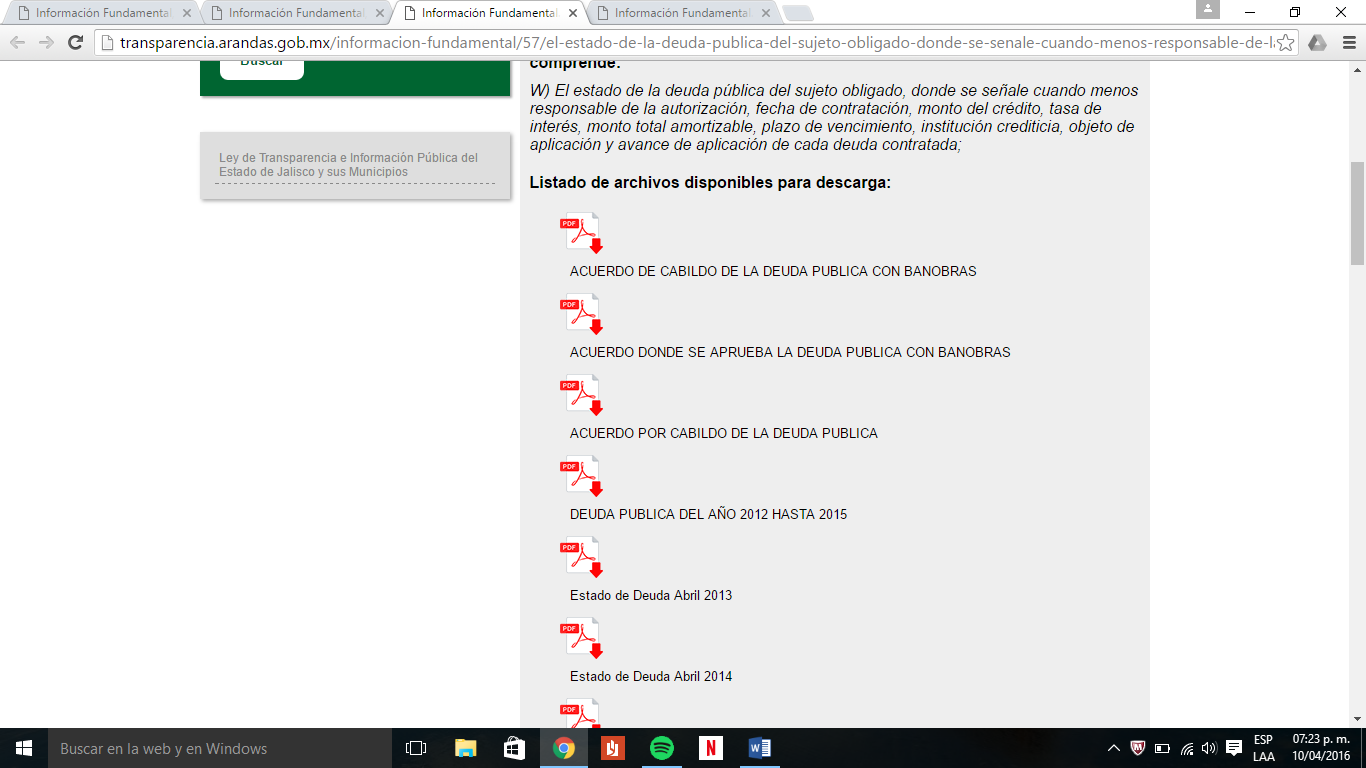 Información Fundamental
Información Fundamental
Información Fundamental
Información Fundamental
transparencia.arandas.gob.mx/informacion-fundamental/57/el-estado-de-la-deuda-publica-del-sujeto-obligado-donde-se-senale-cuando-menos-responsable-de-la
Buscar
Ley de Transparencia e Información Pública del
Estado de Jalisco y sus Municipios
comprende:
W) El estado de la deuda pública del sujeto obligado, donde se señale cuando menos
responsable de la autorización, fecha de contratación, monto del crédito, tasa de
interés, monto total amortizable, plazo de vencimiento, institución crediticia, objeto de
aplicación y avance de aplicación de cada deuda contratada;
Listado de archivos disponibles para descarga:
PDF
ACUERDO DE CABILDO DE LA DEUDA PUBLICA CON BANOBRAS
PDF
ACUERDO DONDE SE APRUEBA LA DEUDA PUBLICA CON BANOBRAS
PDF
ACUERDO POR CABILDO DE LA DEUDA PUBLICA
PDF
DEUDA PUBLICA DEL AÑO 2012 HASTA 2015
PDF
Estado de Deuda Abril 2013
PDF
Estado de Deuda Abril 2014
PDF
Buscar en la web y en Windows
N
W
ESP
LAA
07:23 p. m.
10/04/2016